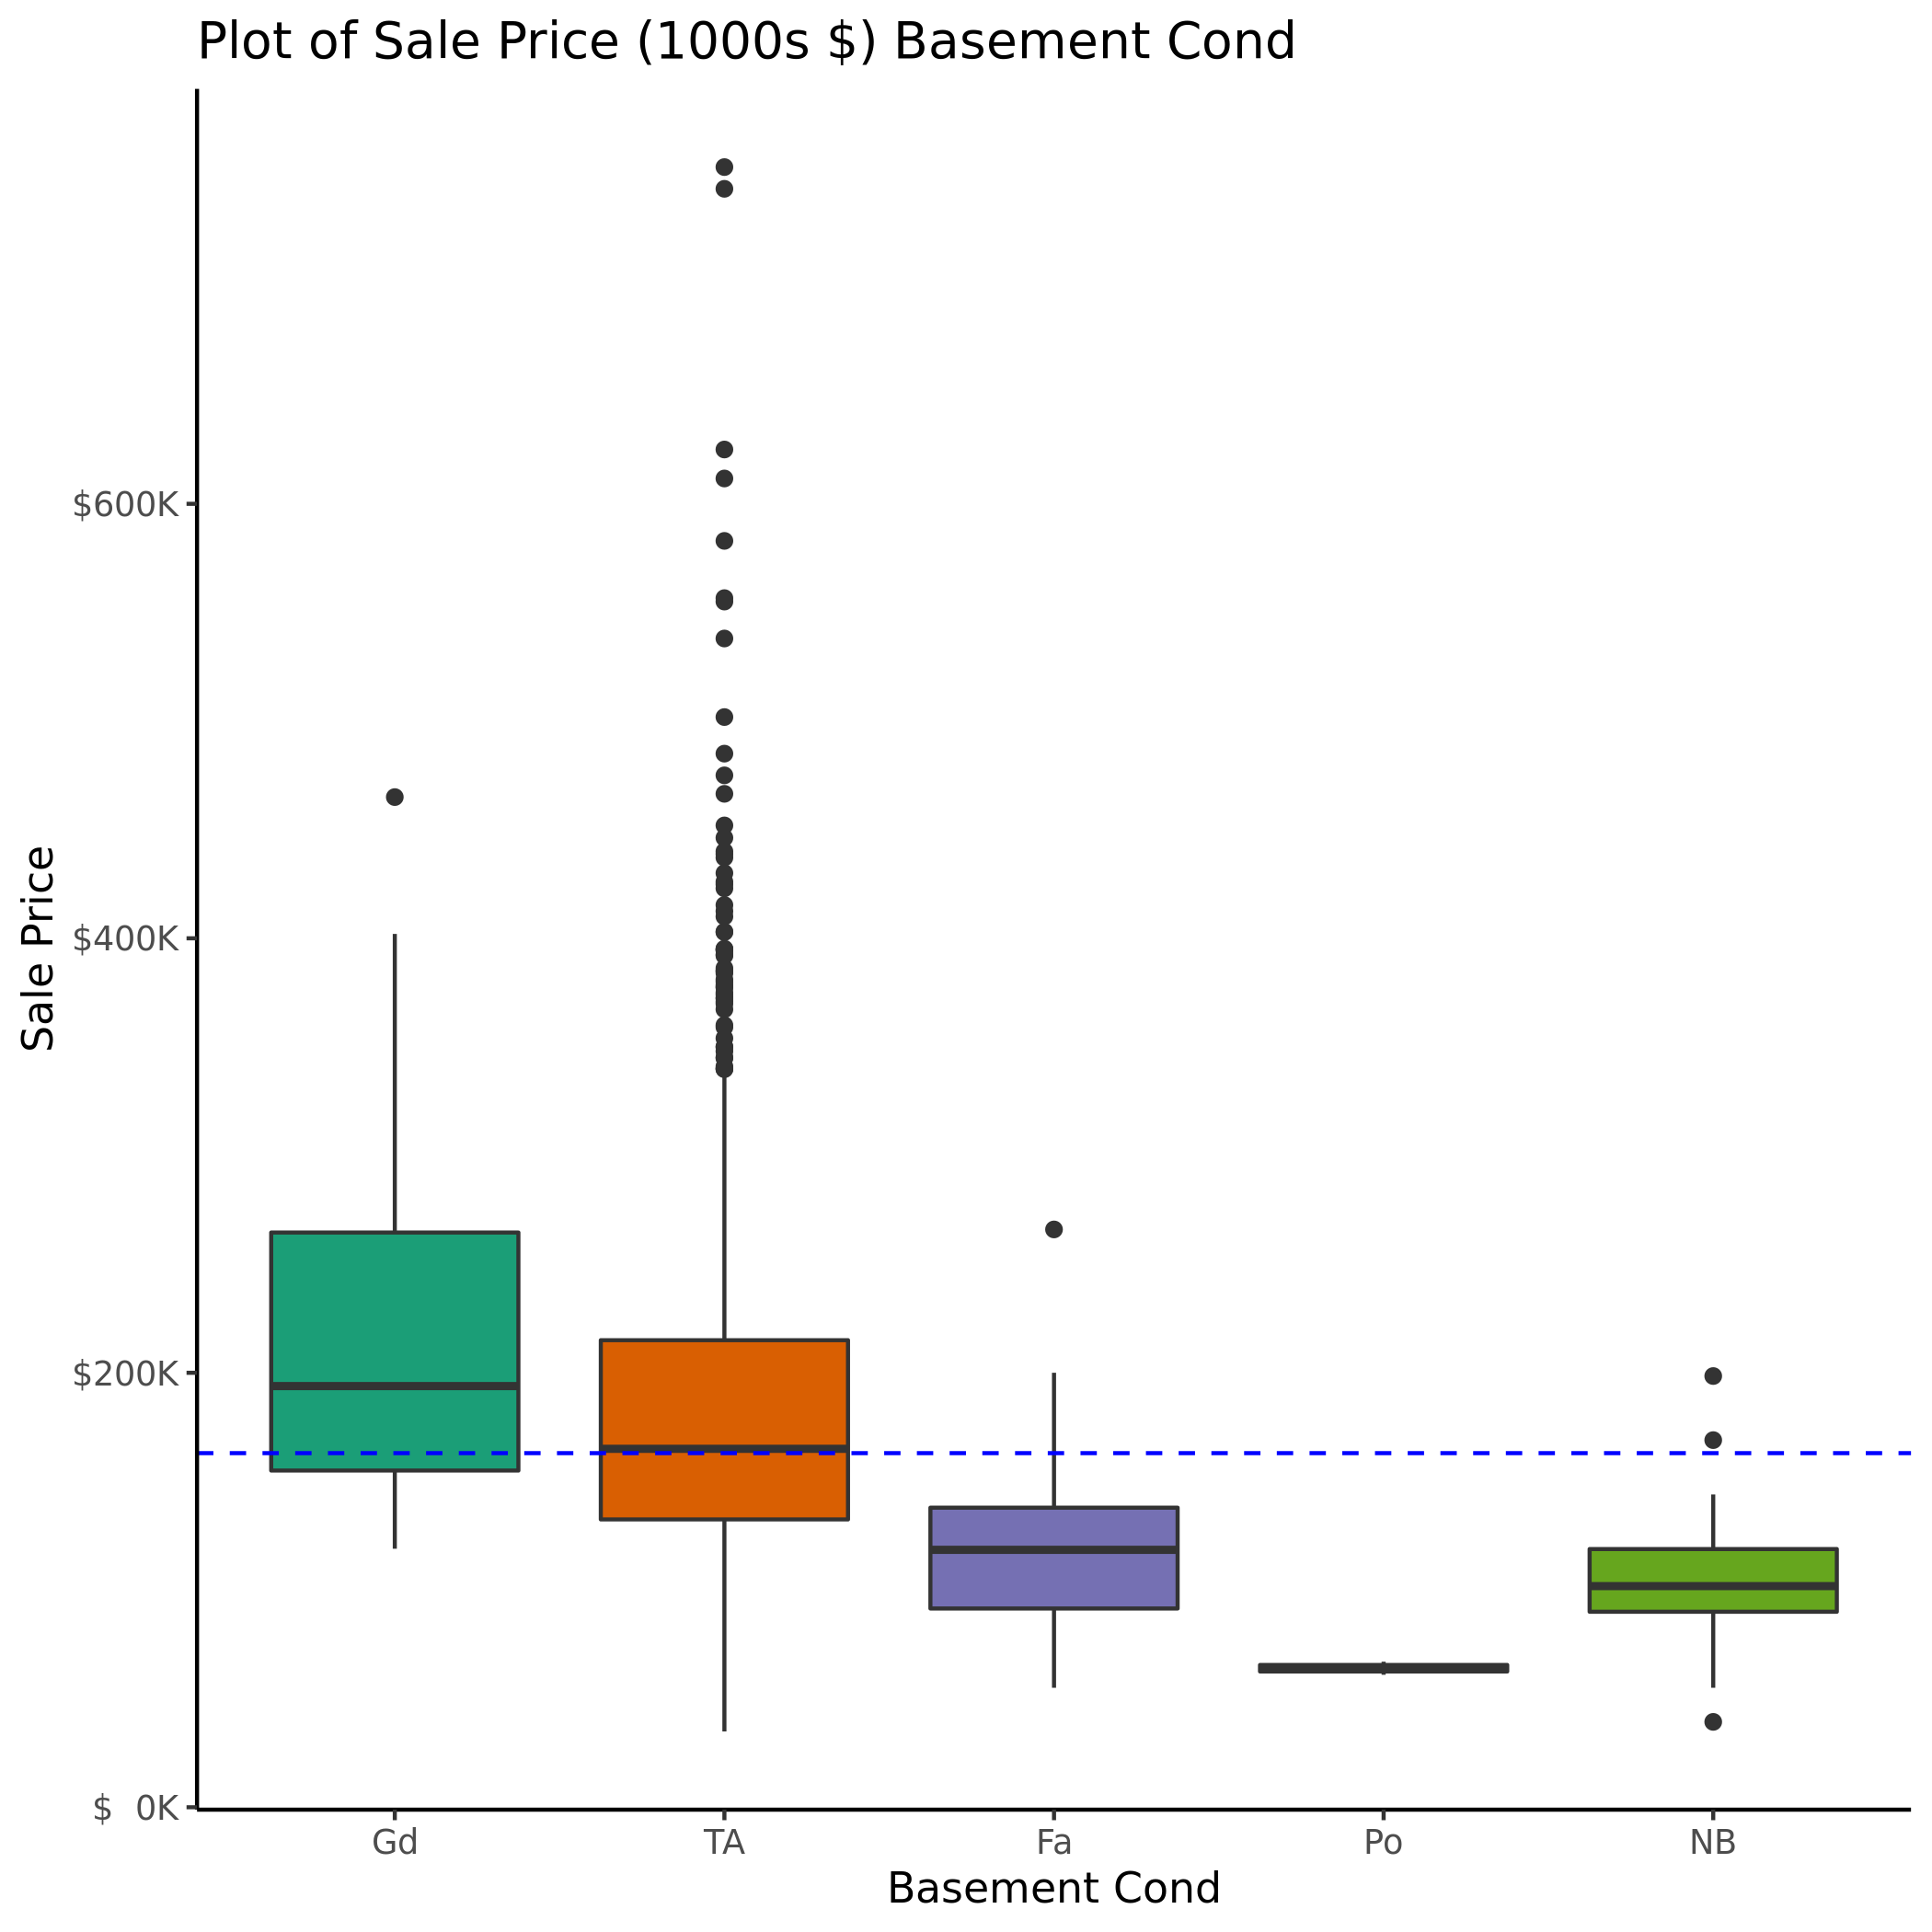 Plot of Sale Price (1000s $) Basement Cond
Sale Price
$600K
$400K
$200K
$  0K
Gd TA Fa Po NB
Basement Cond